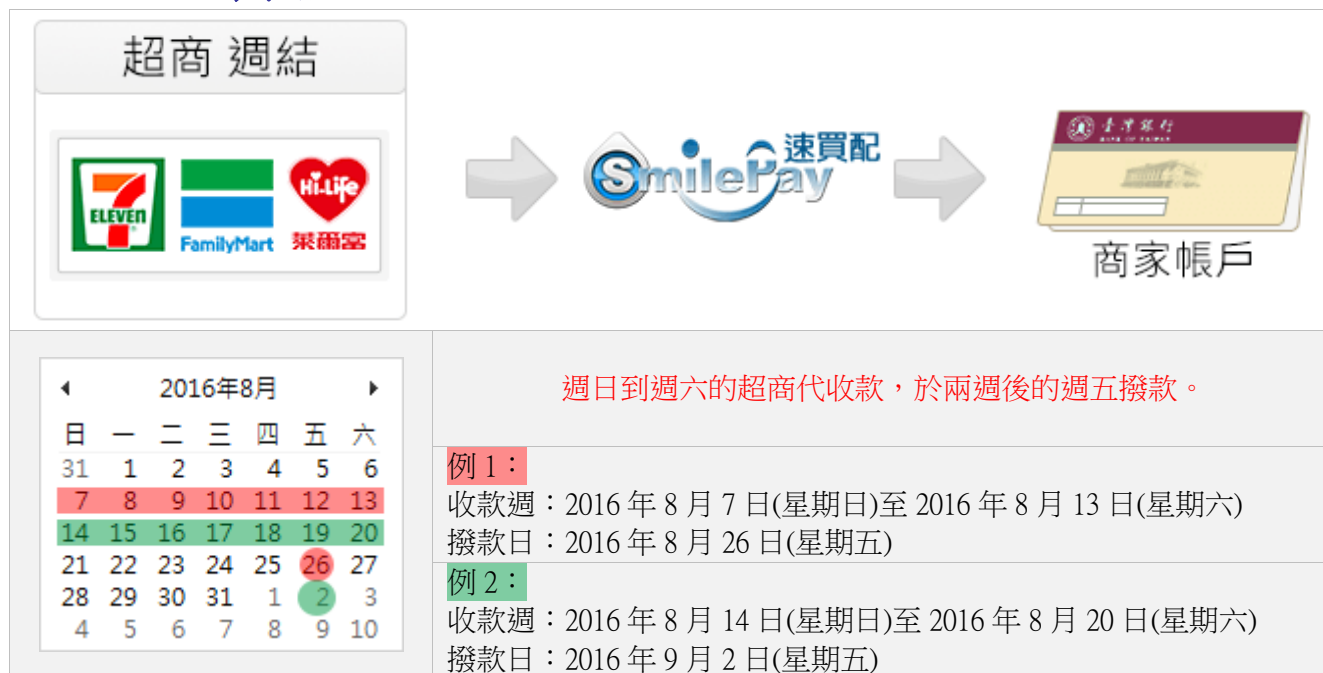 超商 週結
ELEVEN
FamilyMart
Hi-Life
萊爾富
SmilePay
速買配
臺灣銀行
BANK OF TAIWAN
商家帳戶
2016年8月
日 一 二 三 四 五 六
31 1 2 3 4 5 6
7 8 9 10 11 12 13
14 15 16 17 18 19 20
21 22 23 24 25 26 27
28 29 30 31 1 2 3
4 5 6 7 8 9 10
週日到週六的超商代收款，於兩週後的週五撥款。
例 1：
收款週：2016 年 8 月 7 日(星期日)至 2016 年 8 月 13 日(星期六)
撥款日：2016 年 8 月 26 日(星期五)
例 2：
收款週：2016 年 8 月 14 日(星期日)至 2016 年 8 月 20 日(星期六)
撥款日：2016 年 9 月 2 日(星期五)